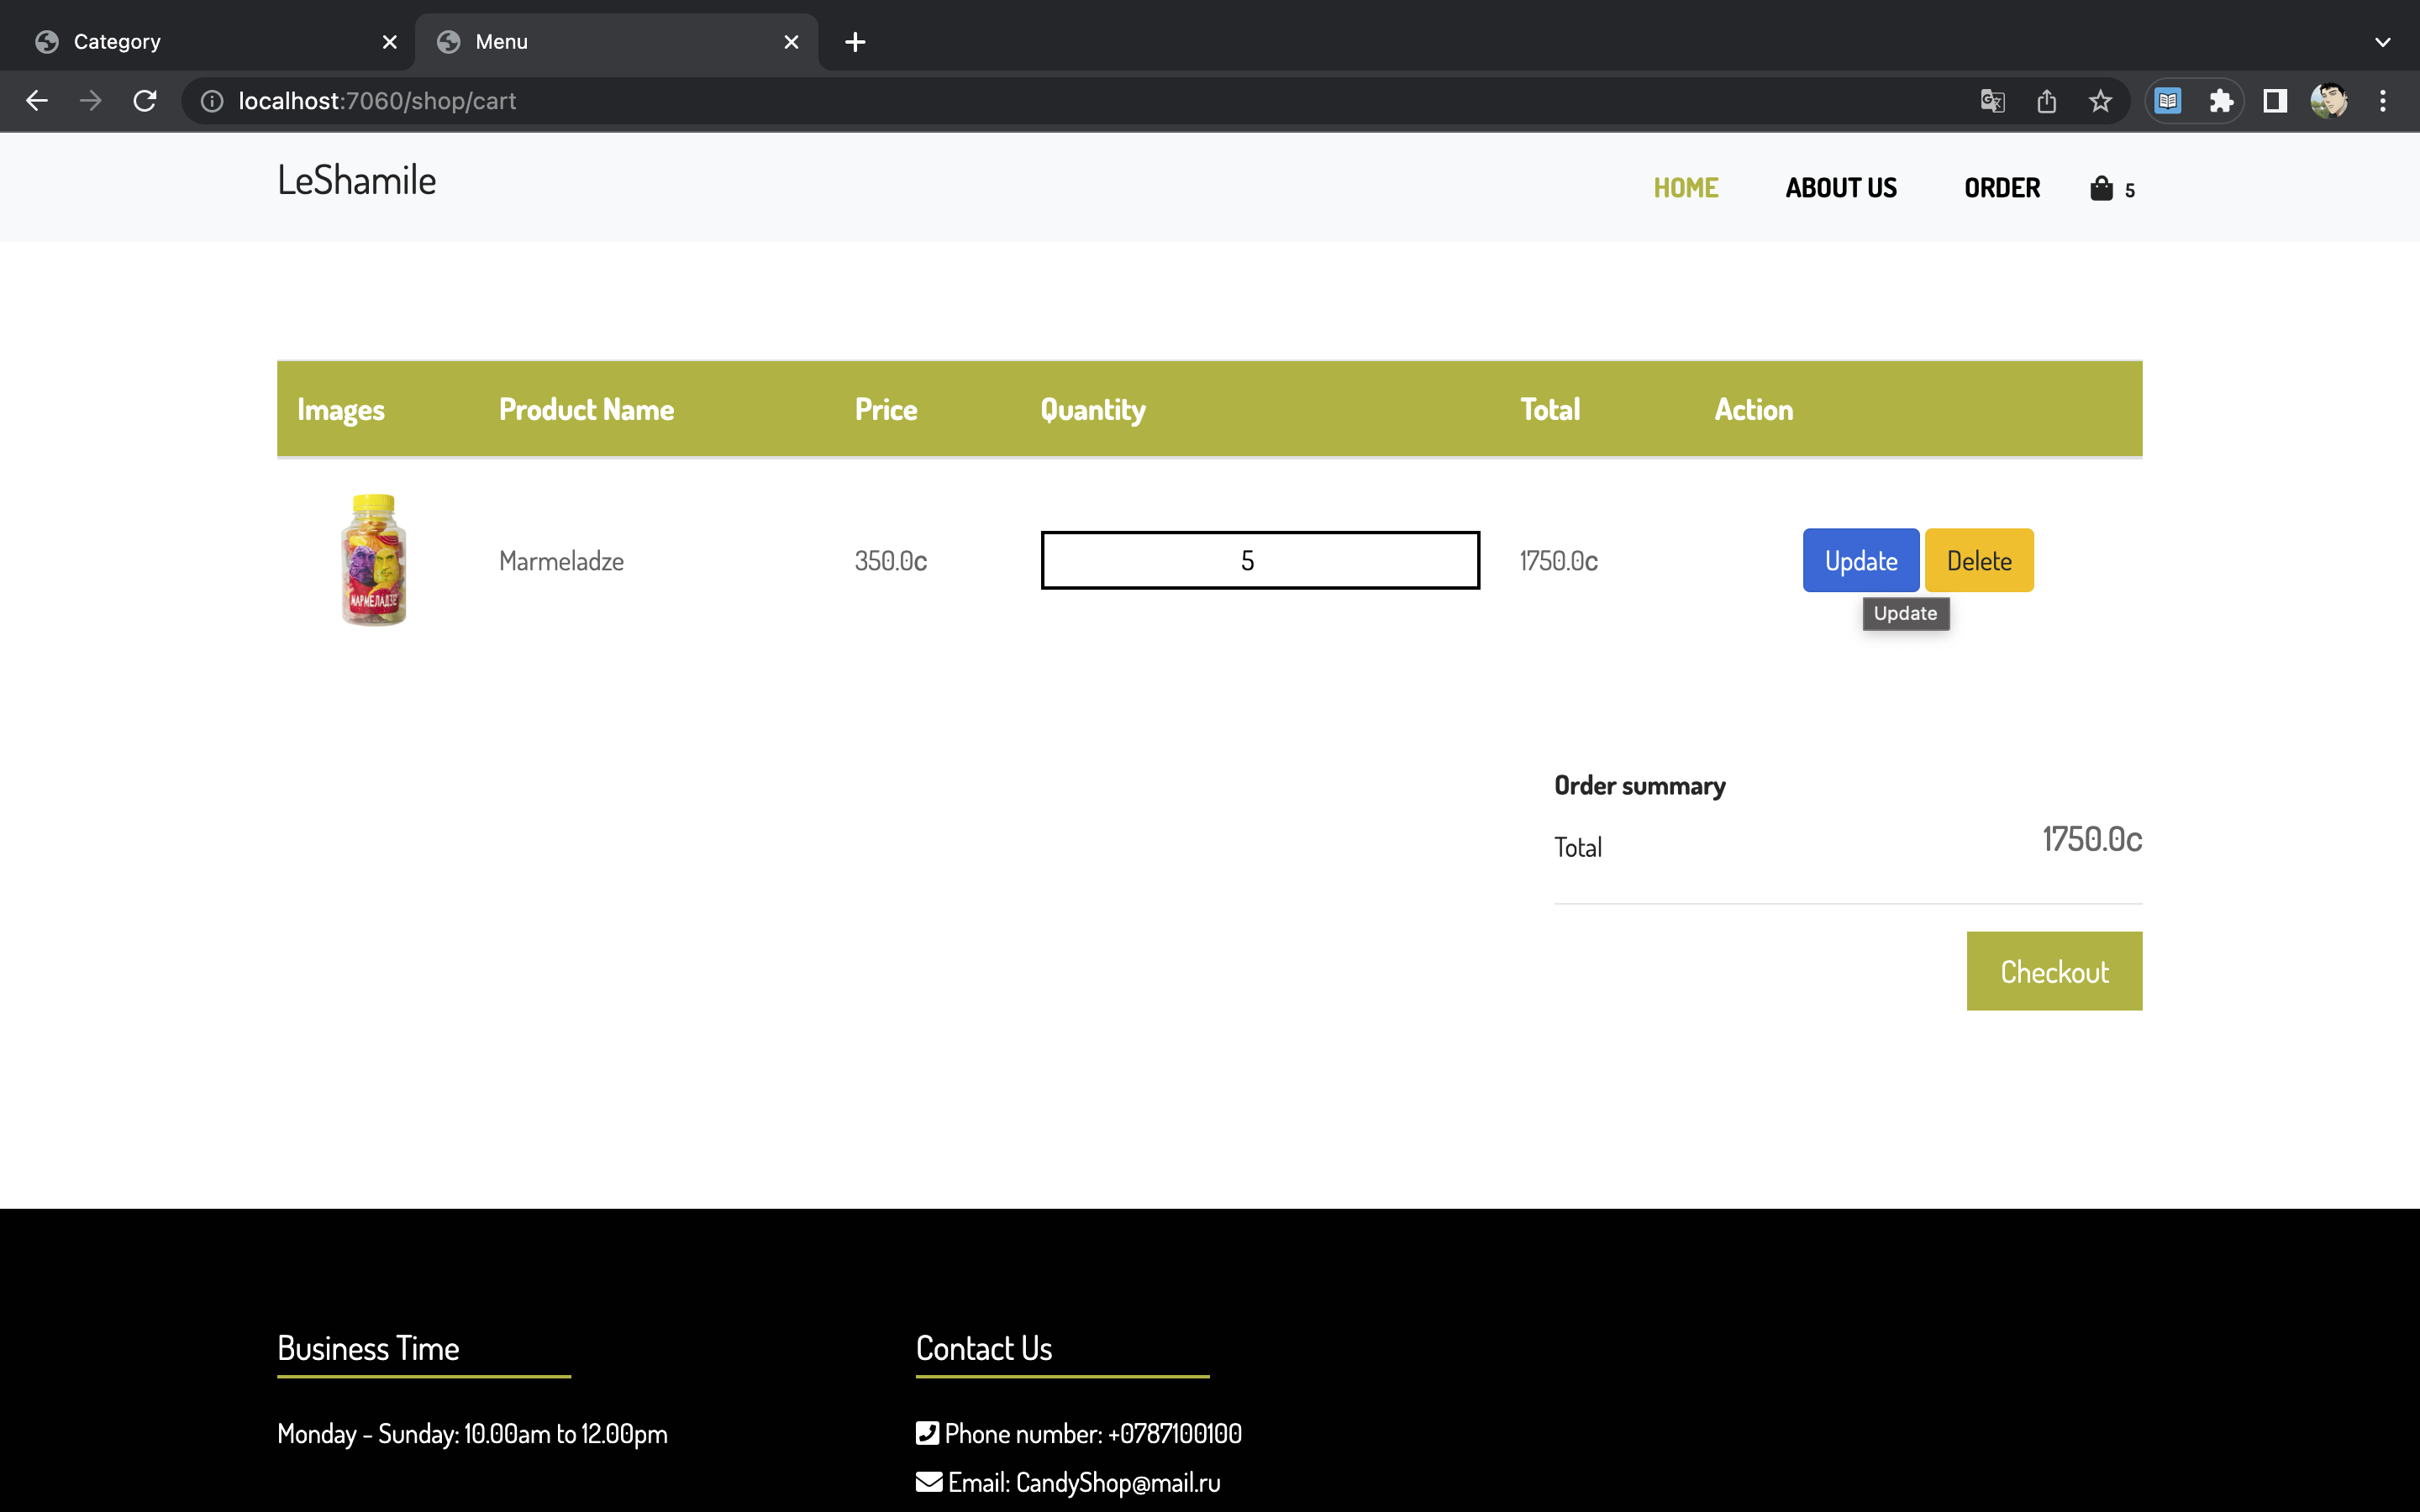 Category
Menu
localhost:7060/shop/cart
LeShamile
HOME ABOUT US ORDER 5
Images Product Name Price Quantity Total Action
МАРМЕЛАДЗЕ
Marmeladze 350.0c 5 1750.0c Update Delete
Update
Order summary
Total 1750.0c
Checkout
Business Time
Monday - Sunday: 10.00am to 12.00pm
Contact Us
Phone number: +0787100100
Email: CandyShop@mail.ru